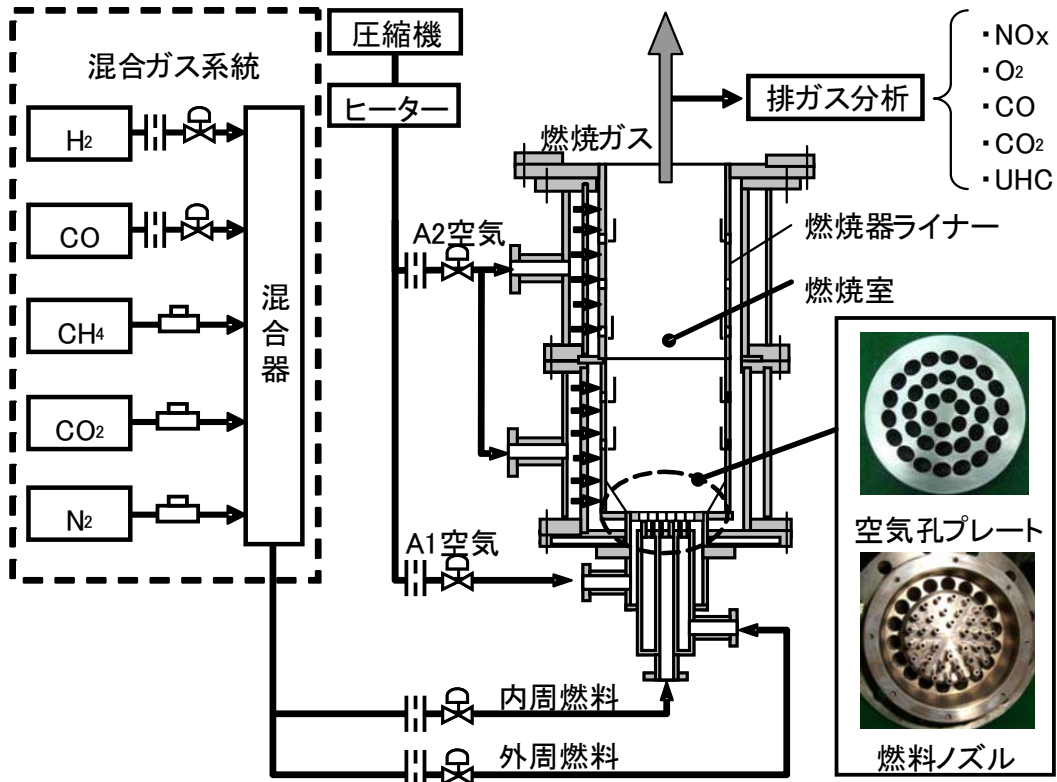 混合ガス系統
H2
CO
CH4
CO2
N2
混合器
圧縮機
ヒーター
A2空気
A1空気
内周燃料
外周燃料
燃焼ガス
排ガス分析
・NOx
・O2
・CO
・CO2
・UHC
燃焼器ライナー
燃焼室
空気孔プレート
燃料ノズル